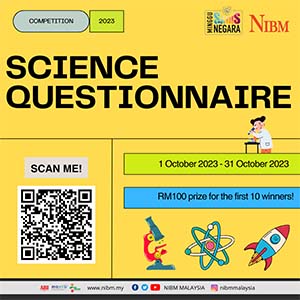 COMPETITION 2023
MINGGU SAINS NEGARA
NIBM
SCIENCE
QUESTIONNAIRE
SCAN ME!
1 October 2023 - 31 October 2023
RM100 prize for the first 10 winners!
www.nibm.my
NIBM MALAYSIA
nibmmalaysia